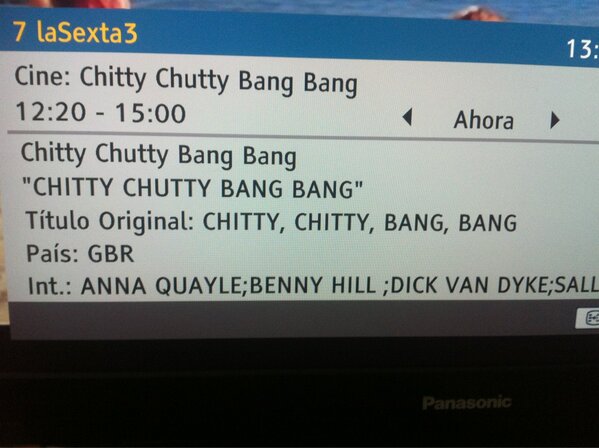 7 laSexta3
13:
Cine: Chitty Chutty Bang Bang
12:20 - 15:00
Ahora
Chitty Chutty Bang Bang
"CHITTY CHUTTY BANG BANG"
Título Original: CHITTY, CHITTY, BANG, BANG
País: GBR
Int.: ANNA QUAYLE;BENNY HILL ;DICK VAN DYKE;SALL
Panasonic